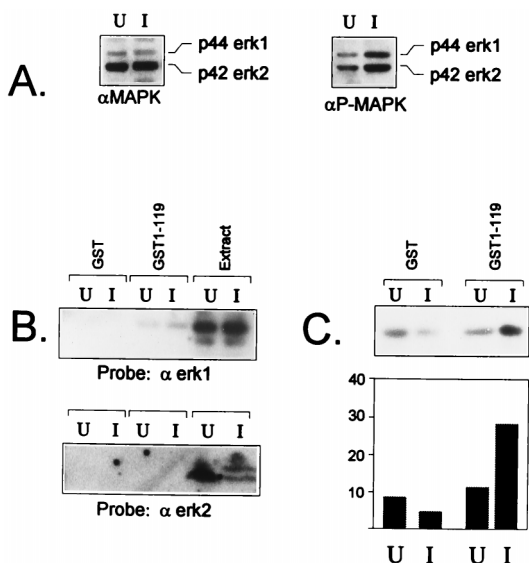 U I U I
p44 erk1 p44 erk1
p42 erk2 p42 erk2
A.
αMAPK αP-MAPK
GST GST1-119 Extract GST GST1-119
U I U I U I U I U I
B. C.
Probe: α erk1
40
30
20
10
U I U I U I
Probe: α erk2
U I U I